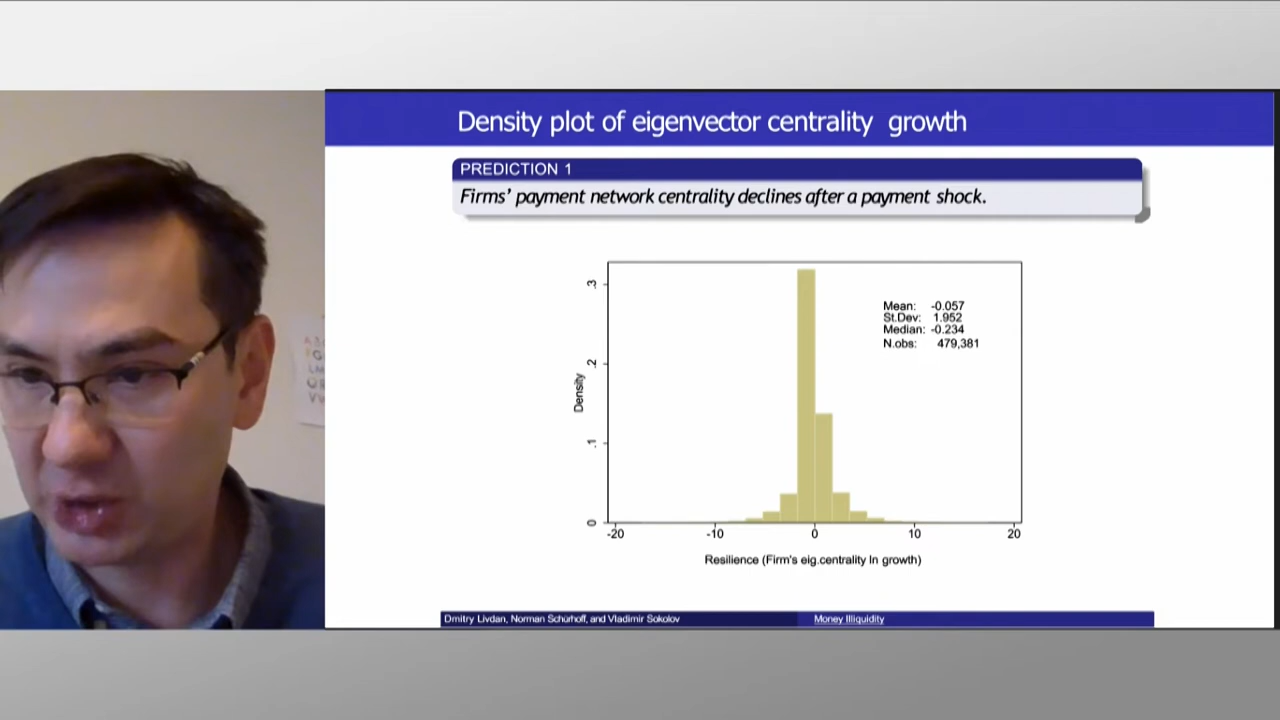 Density plot of eigenvector centrality growth
PREDICTION 1
Firms' payment network centrality declines after a payment shock.
.3
.2
.1
0
Density
Mean: -0.057
St.Dev: 1.952
Median: -0.234
N.obs: 479,381
-20 -10 0 10 20
Resilience (Firm's eig.centrality ln growth)
Dmitry Livdan, Norman Schürhoff, and Vladimir Sokolov
Money Illiquidity